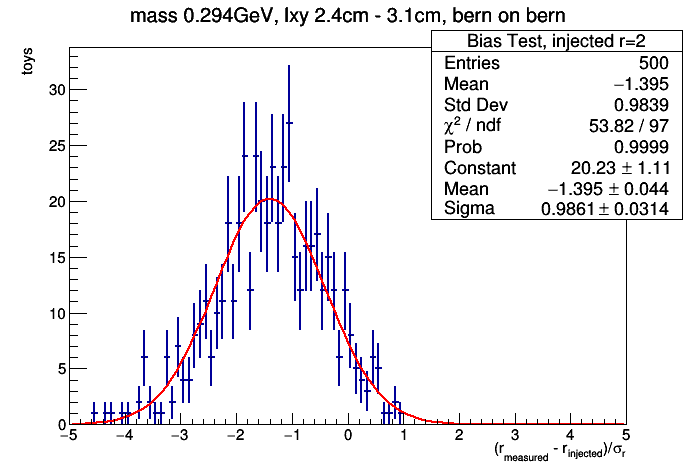 mass 0.294GeV, lxy 2.4cm - 3.1cm, bern on bern
Bias Test, injected r=2
Entries 500
Mean −1.395
Std Dev 0.9839
χ² / ndf 53.82 / 97
Prob 0.9999
Constant 20.23 ± 1.11
Mean −1.395 ± 0.044
Sigma 0.9861 ± 0.0314
toys
30
25
20
15
10
5
0
−5 −4 −3 −2 −1 0 1 2 3 4 5
(r_measured - r_injected)/σ_r